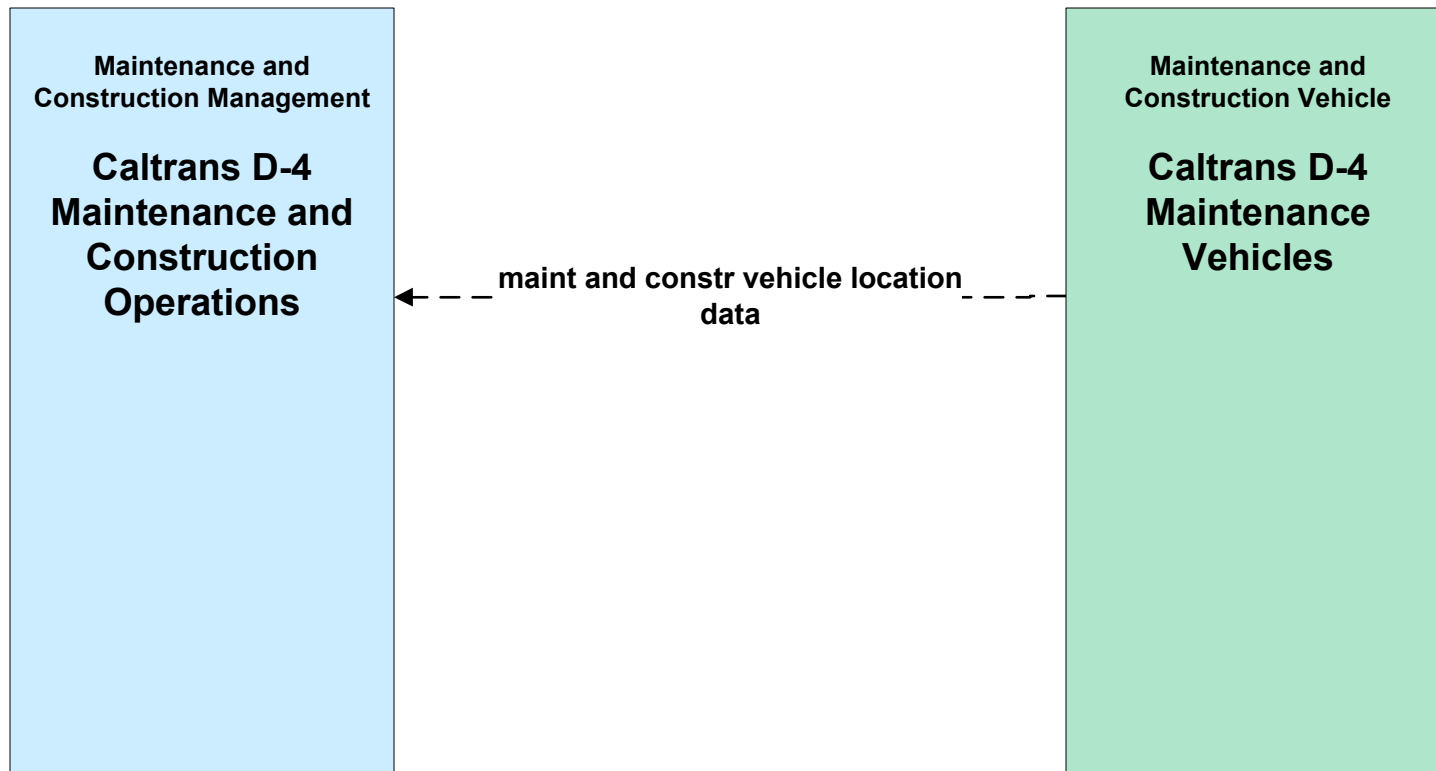 Maintenance and
Construction Management
Caltrans D-4
Maintenance and
Construction
Operations
maint and constr vehicle location
data
Maintenance and
Construction Vehicle
Caltrans D-4
Maintenance
Vehicles